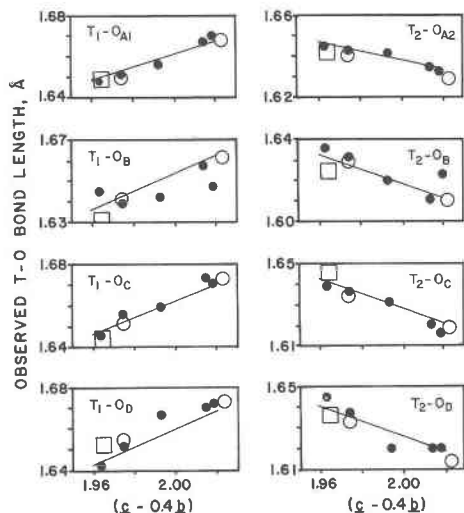 OBSERVED T-O BOND LENGTH, Å
1.68
T1-OA1
1.64
1.66
T2-OA2
1.62
1.67
T1-OB
1.63
1.64
T2-OB
1.60
1.68
T1-OC
1.64
1.65
T2-OC
1.61
1.68
T1-OD
1.64
1.65
T2-OD
1.61
1.96 2.00
1.96 2.00
(c - 0.4b)
(c - 0.4b)